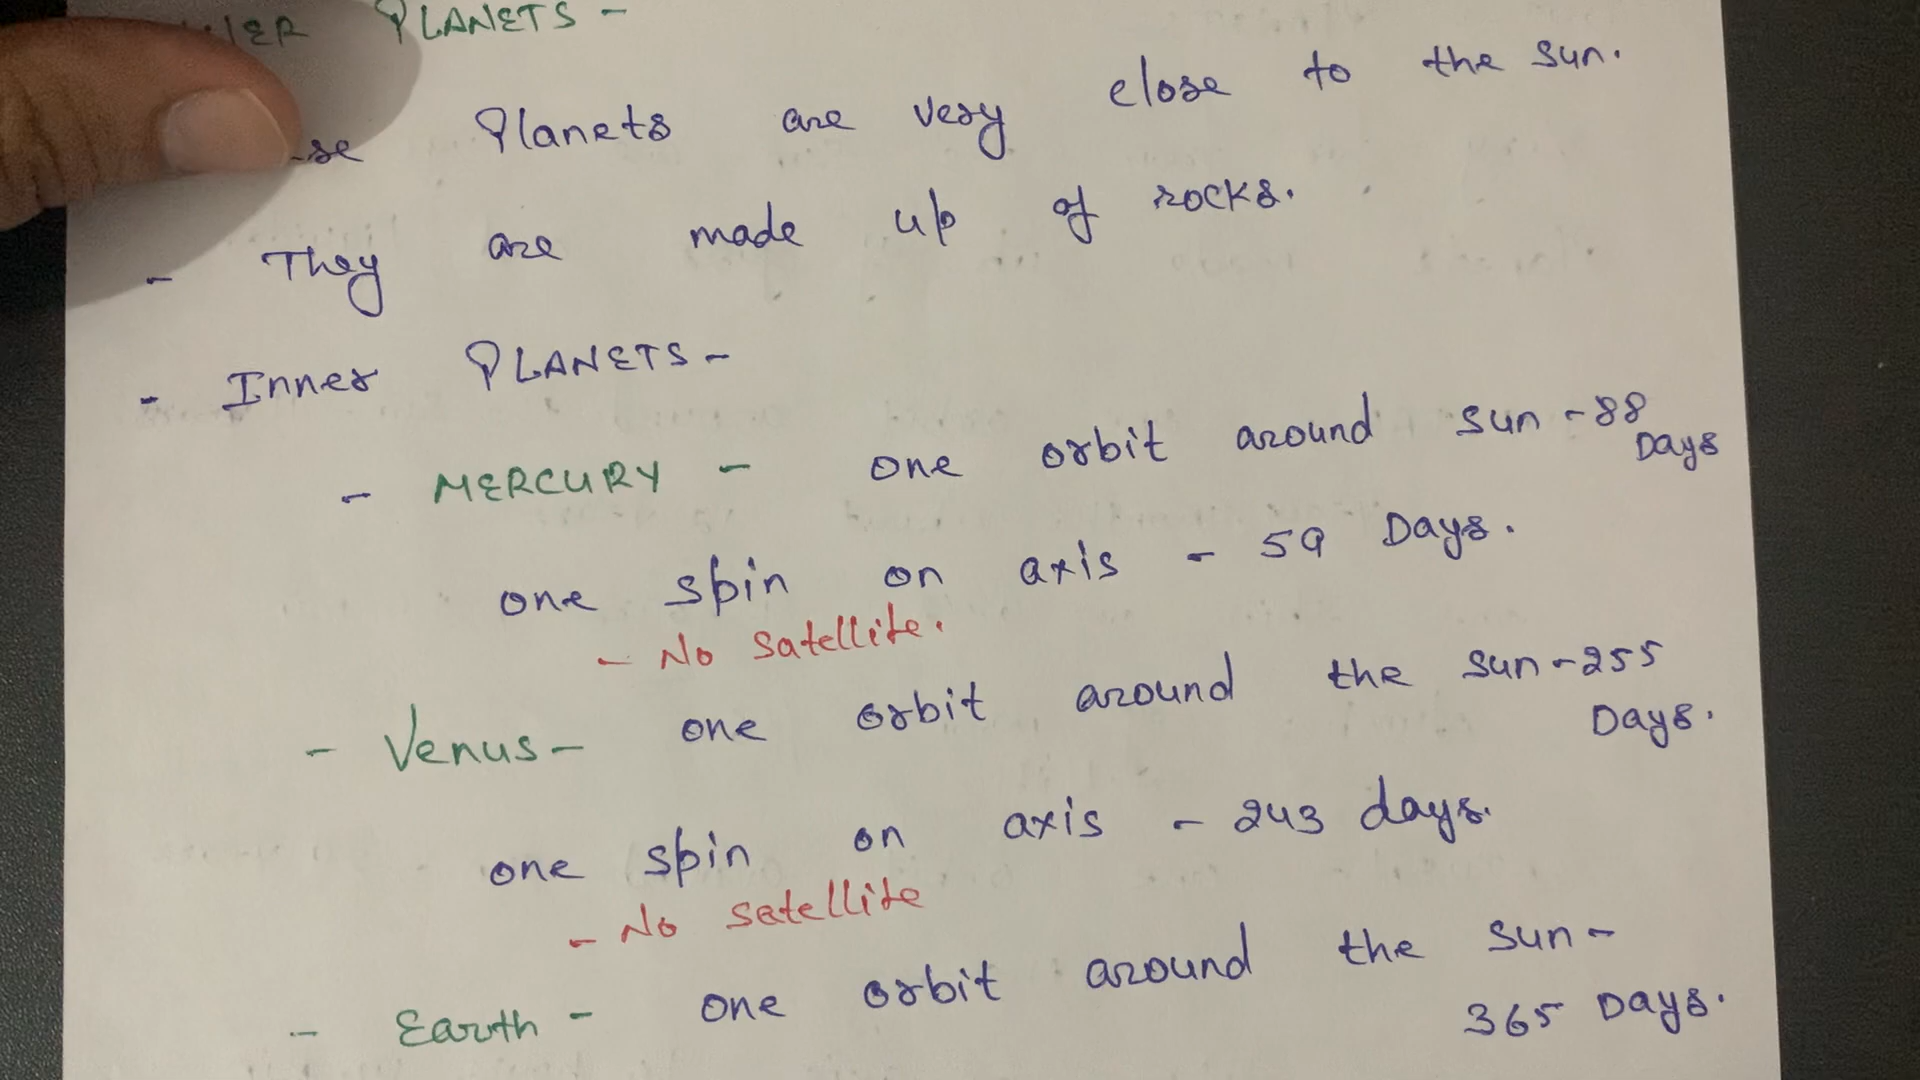 PLANETS -
Planets are very close to the sun.
- They are made up of rocks.
- Inner PLANETS -
- MERCURY - one orbit around sun - 88
Days
one spin on axis - 59 Days.
- No satellite.
- Venus - one orbit around the sun - 255
Days.
one spin on axis - 243 days.
- No satellite
- Earth - one orbit around the sun -
365 Days.